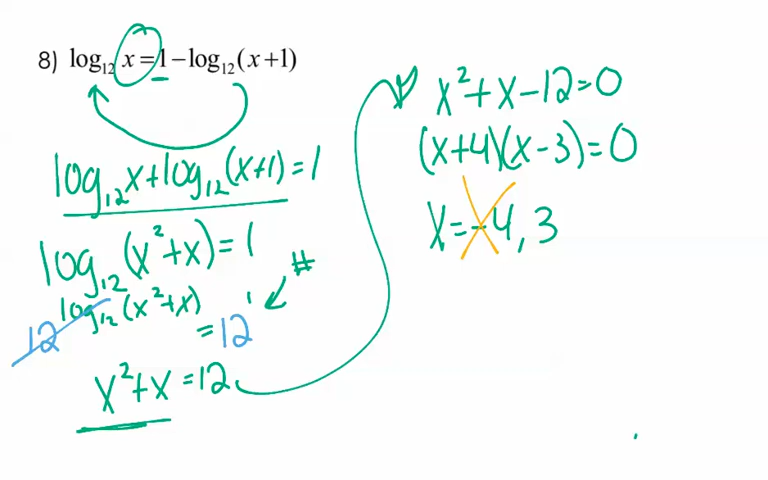 8) log₁₂ x = 1 − log₁₂(x+1)
log₁₂x + log₁₂(x+1) = 1
log₁₂(x²+x) = 1
12^(log₁₂(x²+x)) = 12¹ #
x²+x = 12
x²+x−12=0
(x+4)(x−3)=0
x=−4, 3